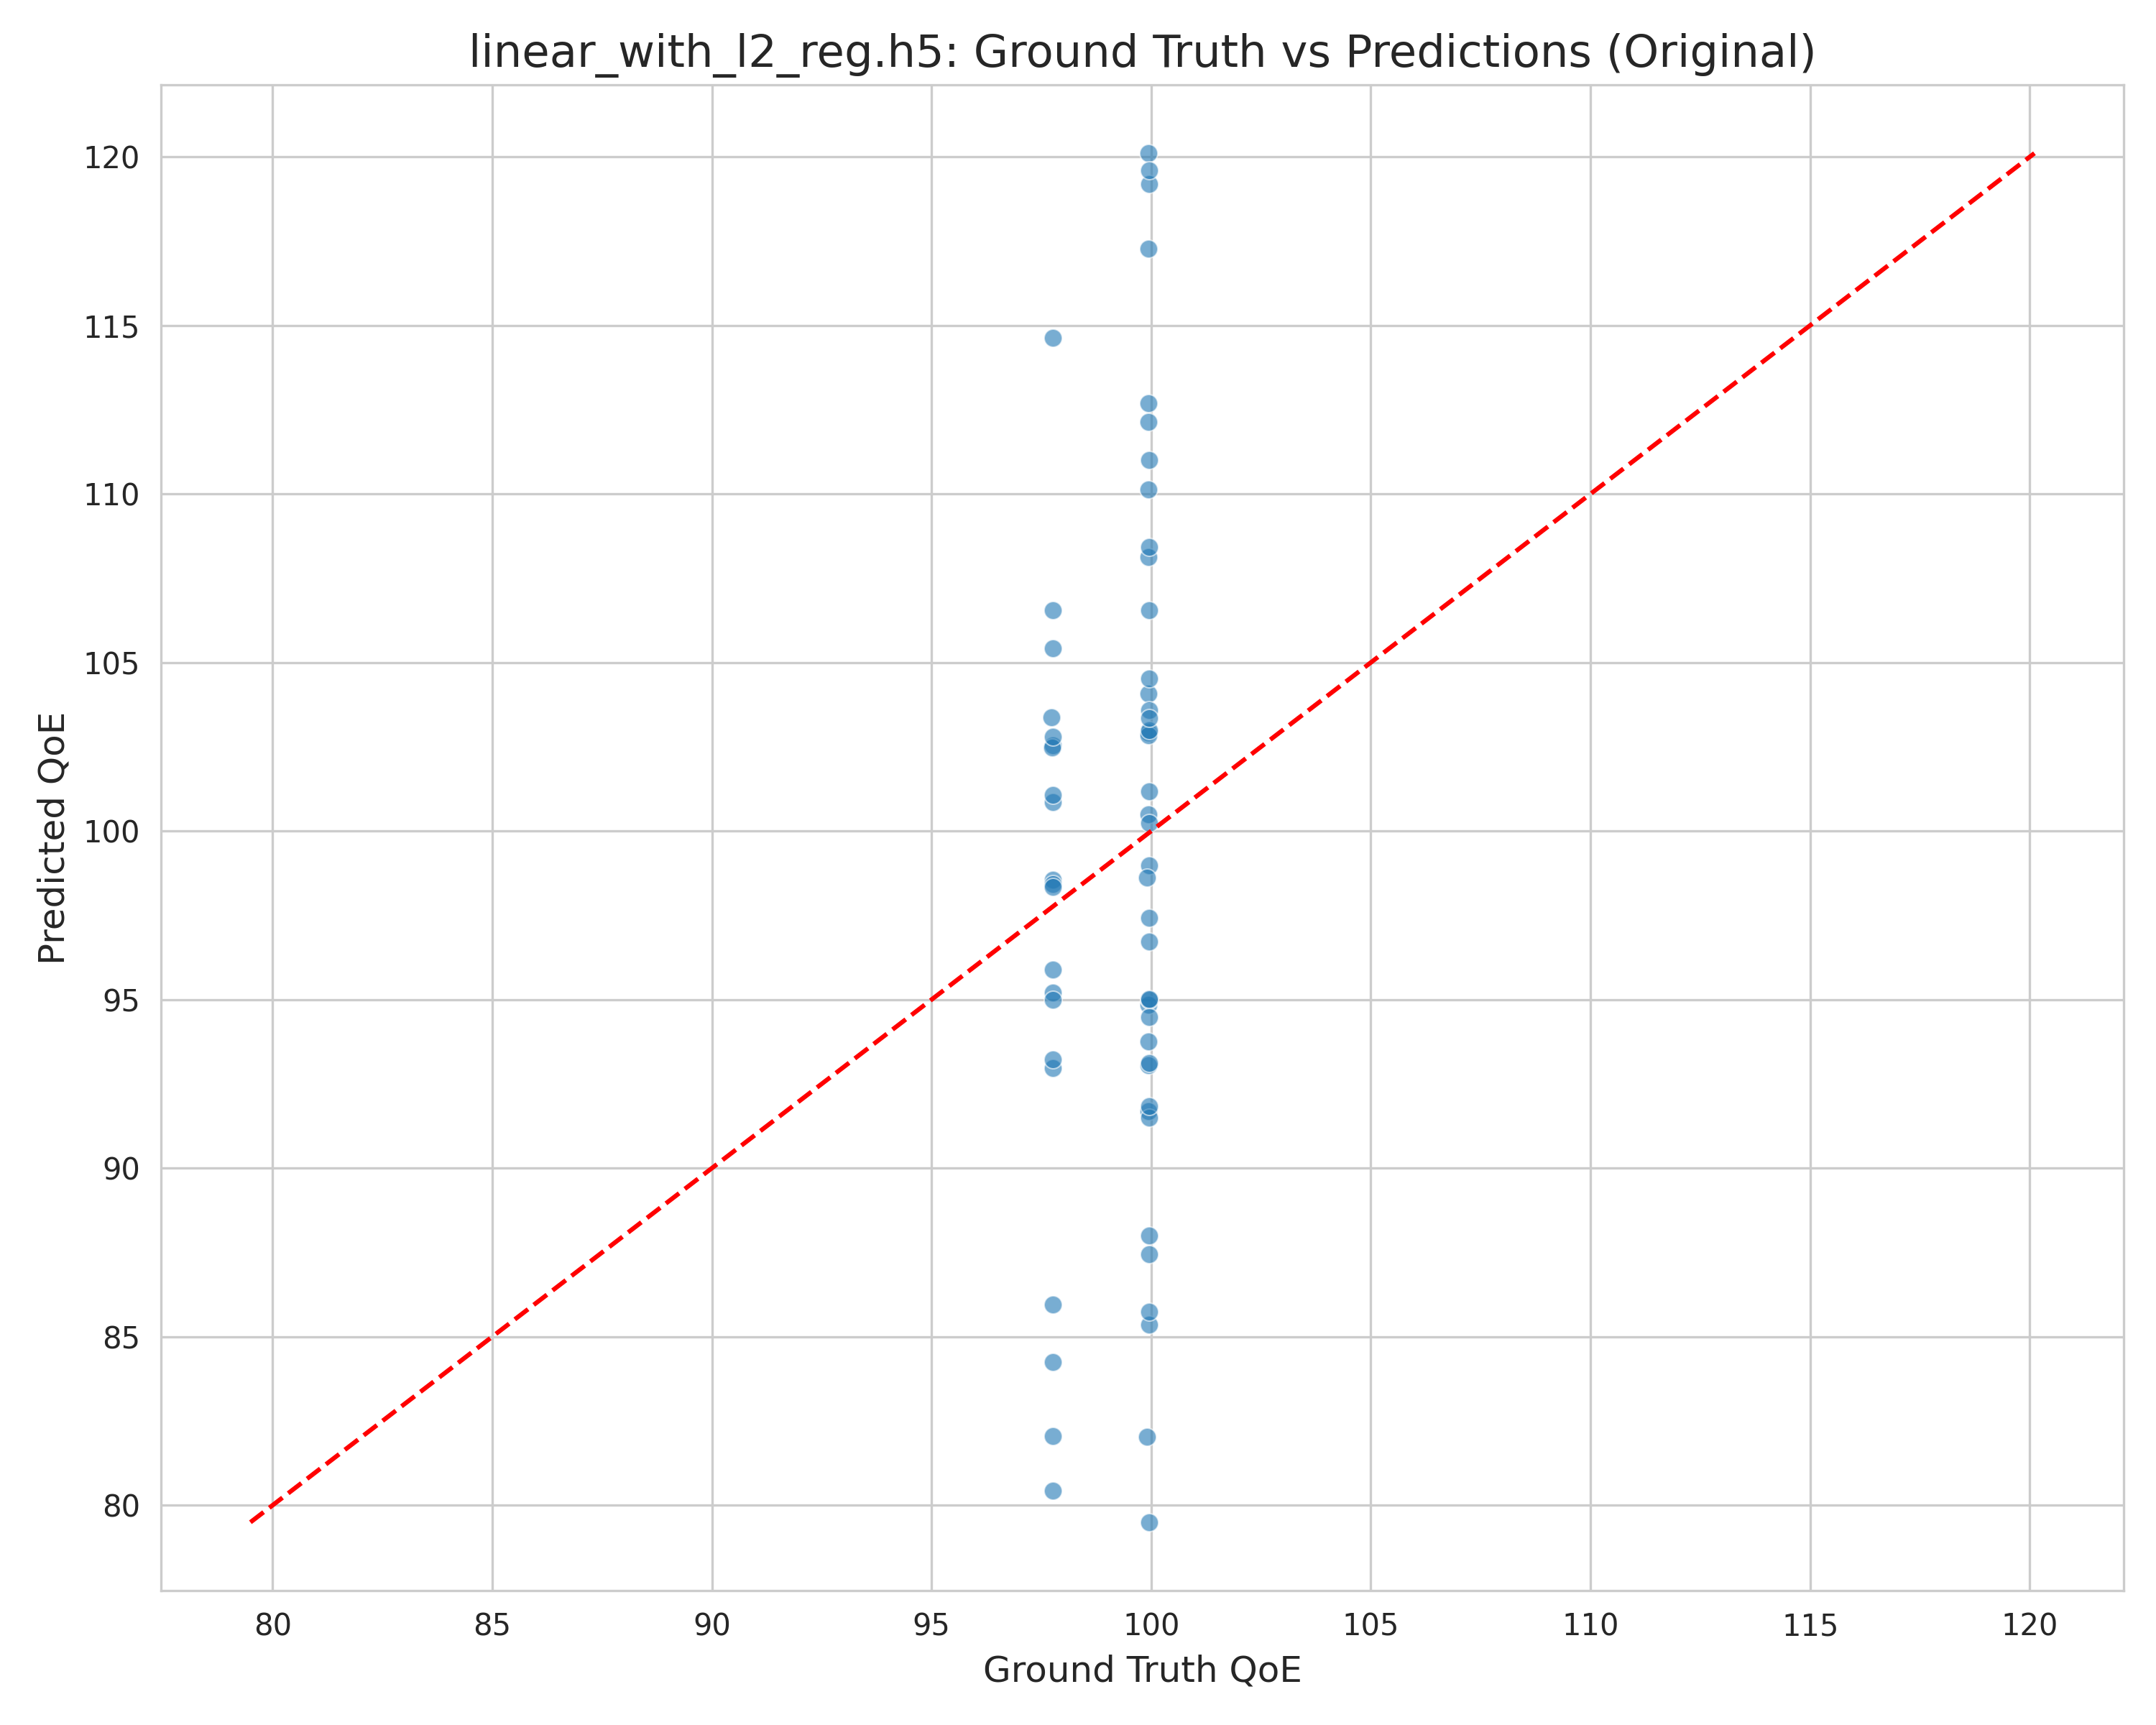 linear_with_l2_reg.h5: Ground Truth vs Predictions (Original)
120
115
110
105
100
95
90
85
80
Predicted QoE
80 85 90 95 100 105 110 115 120
Ground Truth QoE